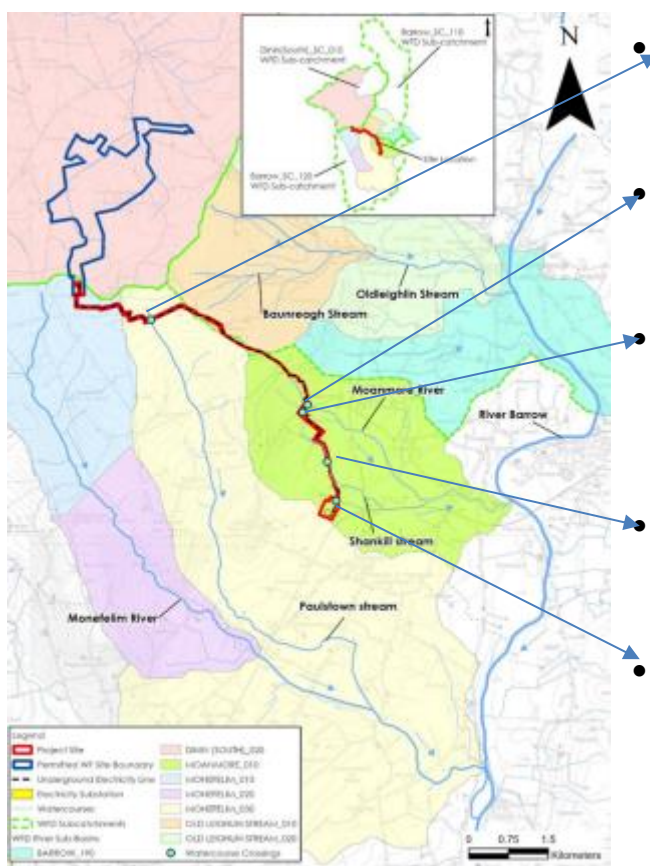 Barrow_SC_110
WFD Sub-catchment
Dinin[South]_SC_010
WFD Sub-catchment
Site Location
Barrow_SC_120
WFD Sub-catchment
N
Oldleighlin Stream
Baunreagh Stream
Moanmore River
River Barrow
Shankill stream
Paulstown stream
Monefelim River
Legend
Project Site
Permitted WF Site Boundary
Underground Electricity Line
Electricity Substation
Watercourses
WFD Subcatchments
WFD River Sub Basins
BARROW_190
DININ [SOUTH]_020
MOANMORE_010
MONEFELIM_010
MONEFELIM_020
MONEFELIM_030
OLD LEIGHLIN STREAM_010
OLD LEIGHLIN STREAM_020
Watercourse Crossings
0 0.75 1.5
Kilometers